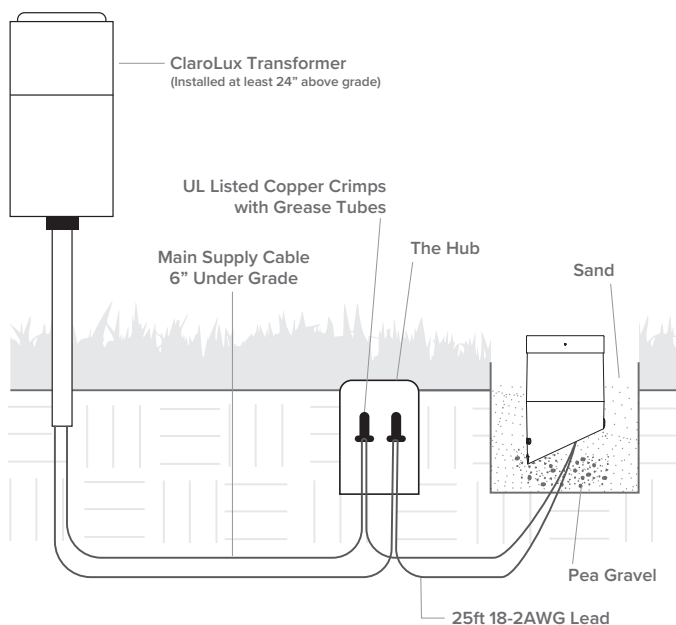 ClaroLux Transformer
(Installed at least 24” above grade)
UL Listed Copper Crimps
with Grease Tubes
The Hub
Main Supply Cable
6” Under Grade
Sand
Pea Gravel
25ft 18-2AWG Lead